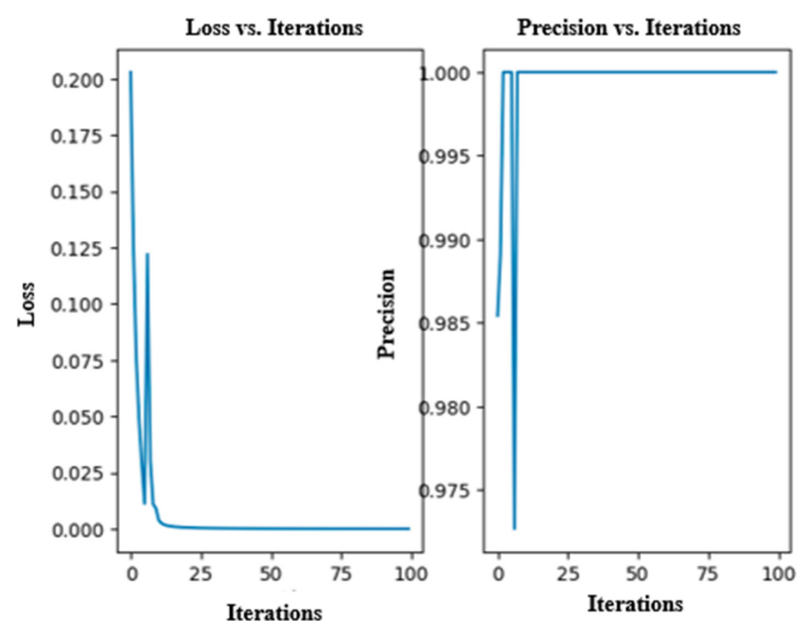 Loss vs. Iterations
0.200
0.175
0.150
0.125
0.100
0.075
0.050
0.025
0.000
Loss
0 25 50 75 100
Iterations
Precision vs. Iterations
1.000
0.995
0.990
0.985
0.980
0.975
Precision
0 25 50 75 100
Iterations